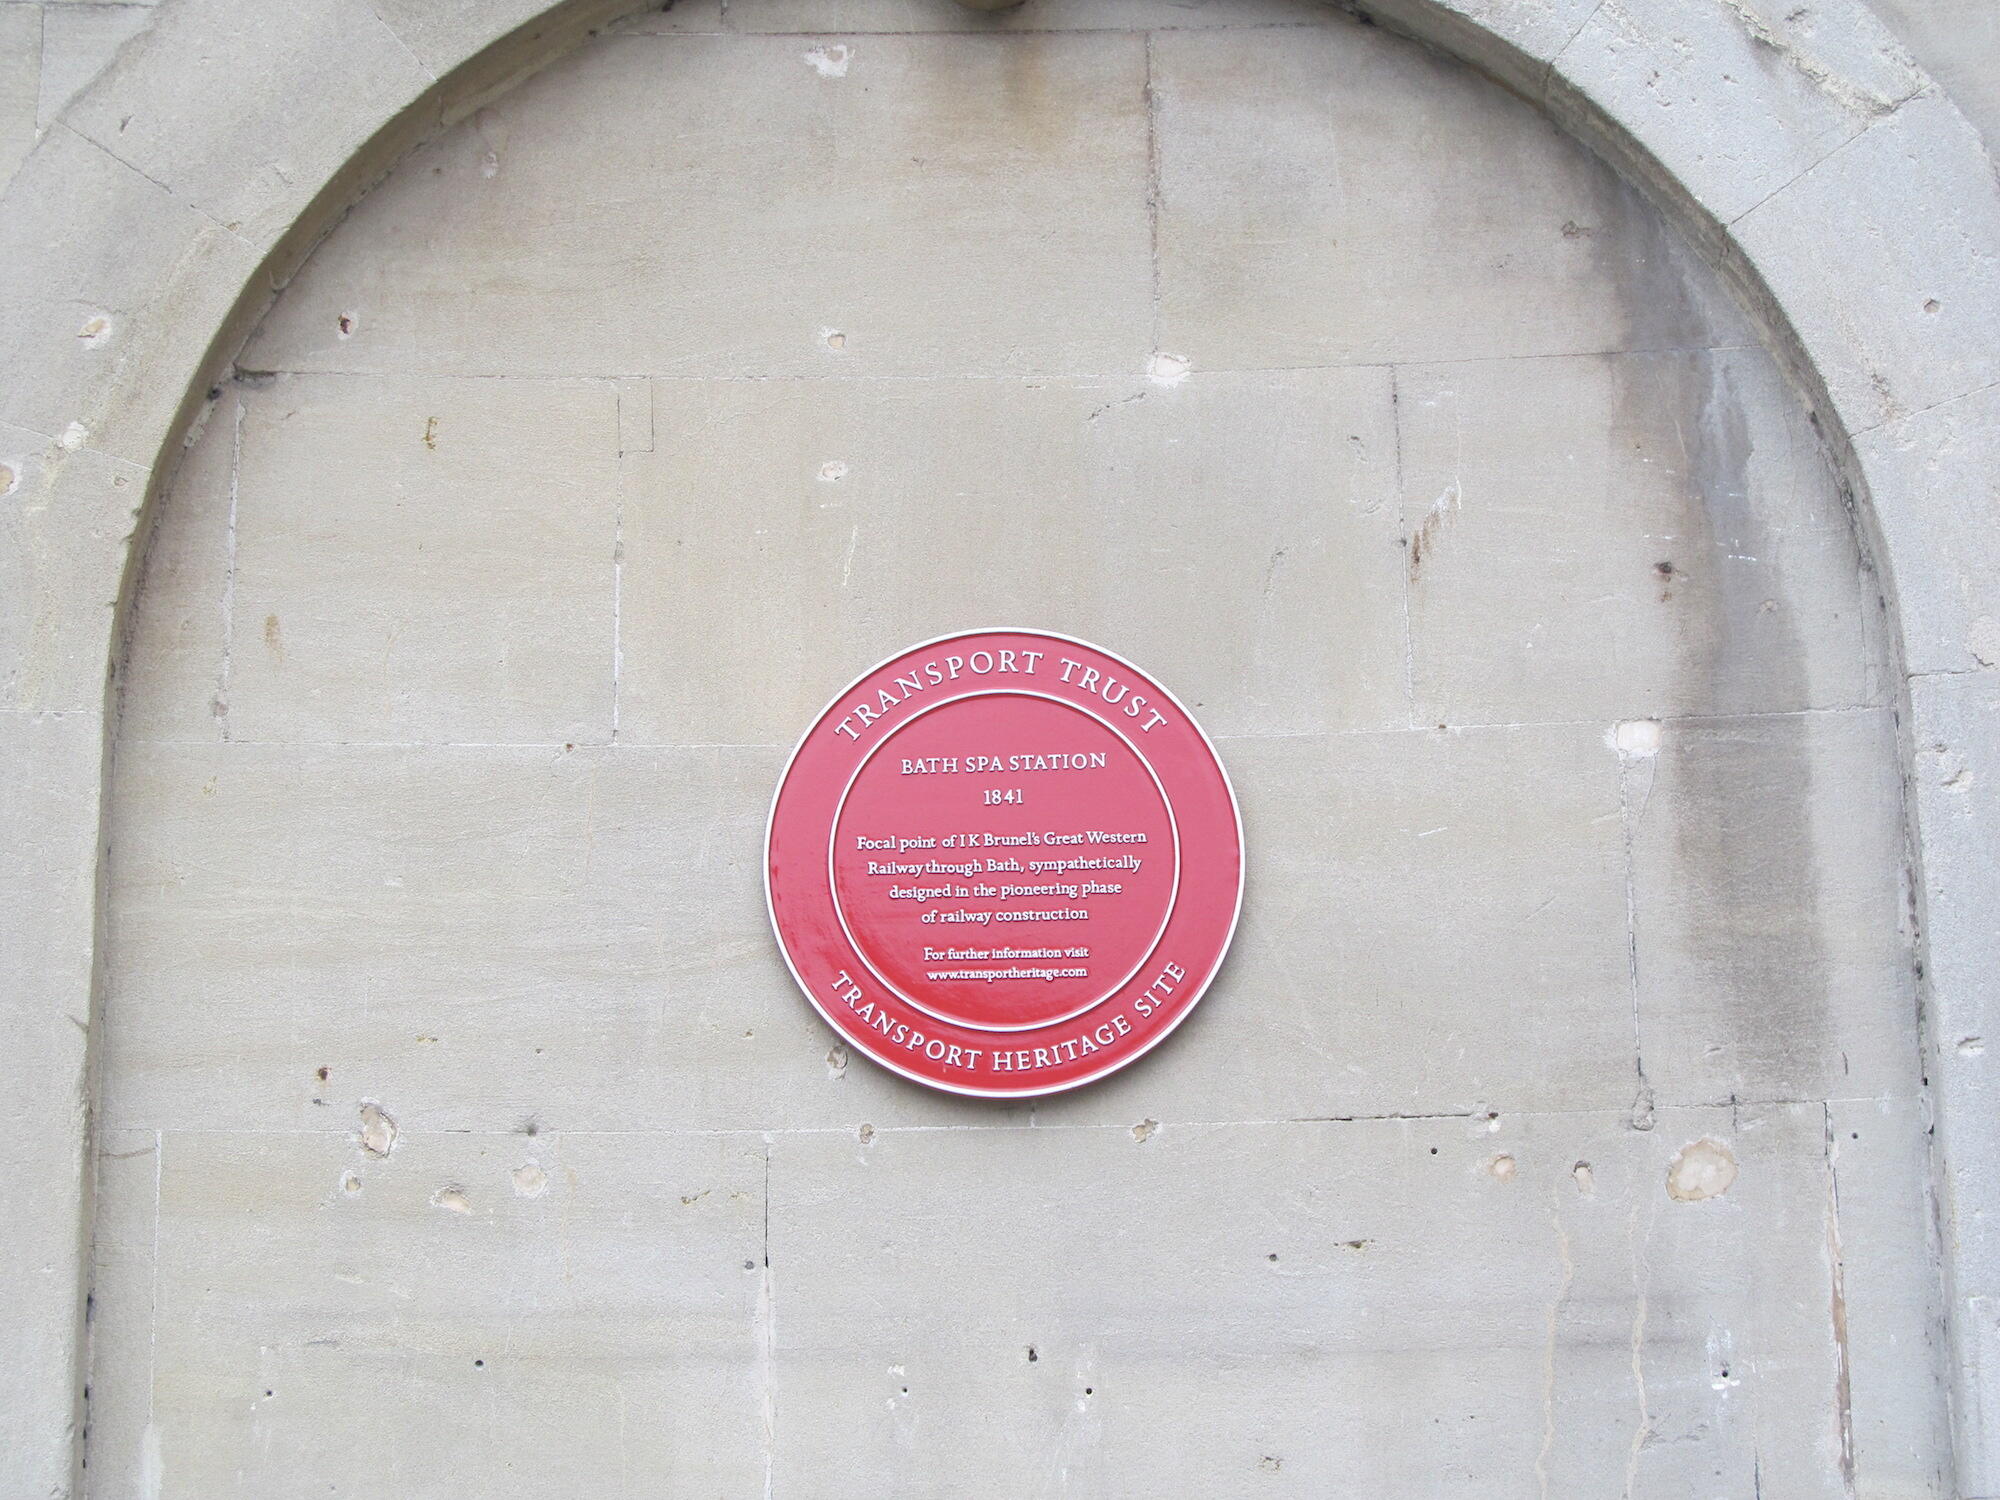 TRANSPORT TRUST
BATH SPA STATION
1841
Focal point of I K Brunel's Great Western
Railway through Bath, sympathetically
designed in the pioneering phase
of railway construction
For further information visit
www.transportheritage.com
TRANSPORT HERITAGE SITE